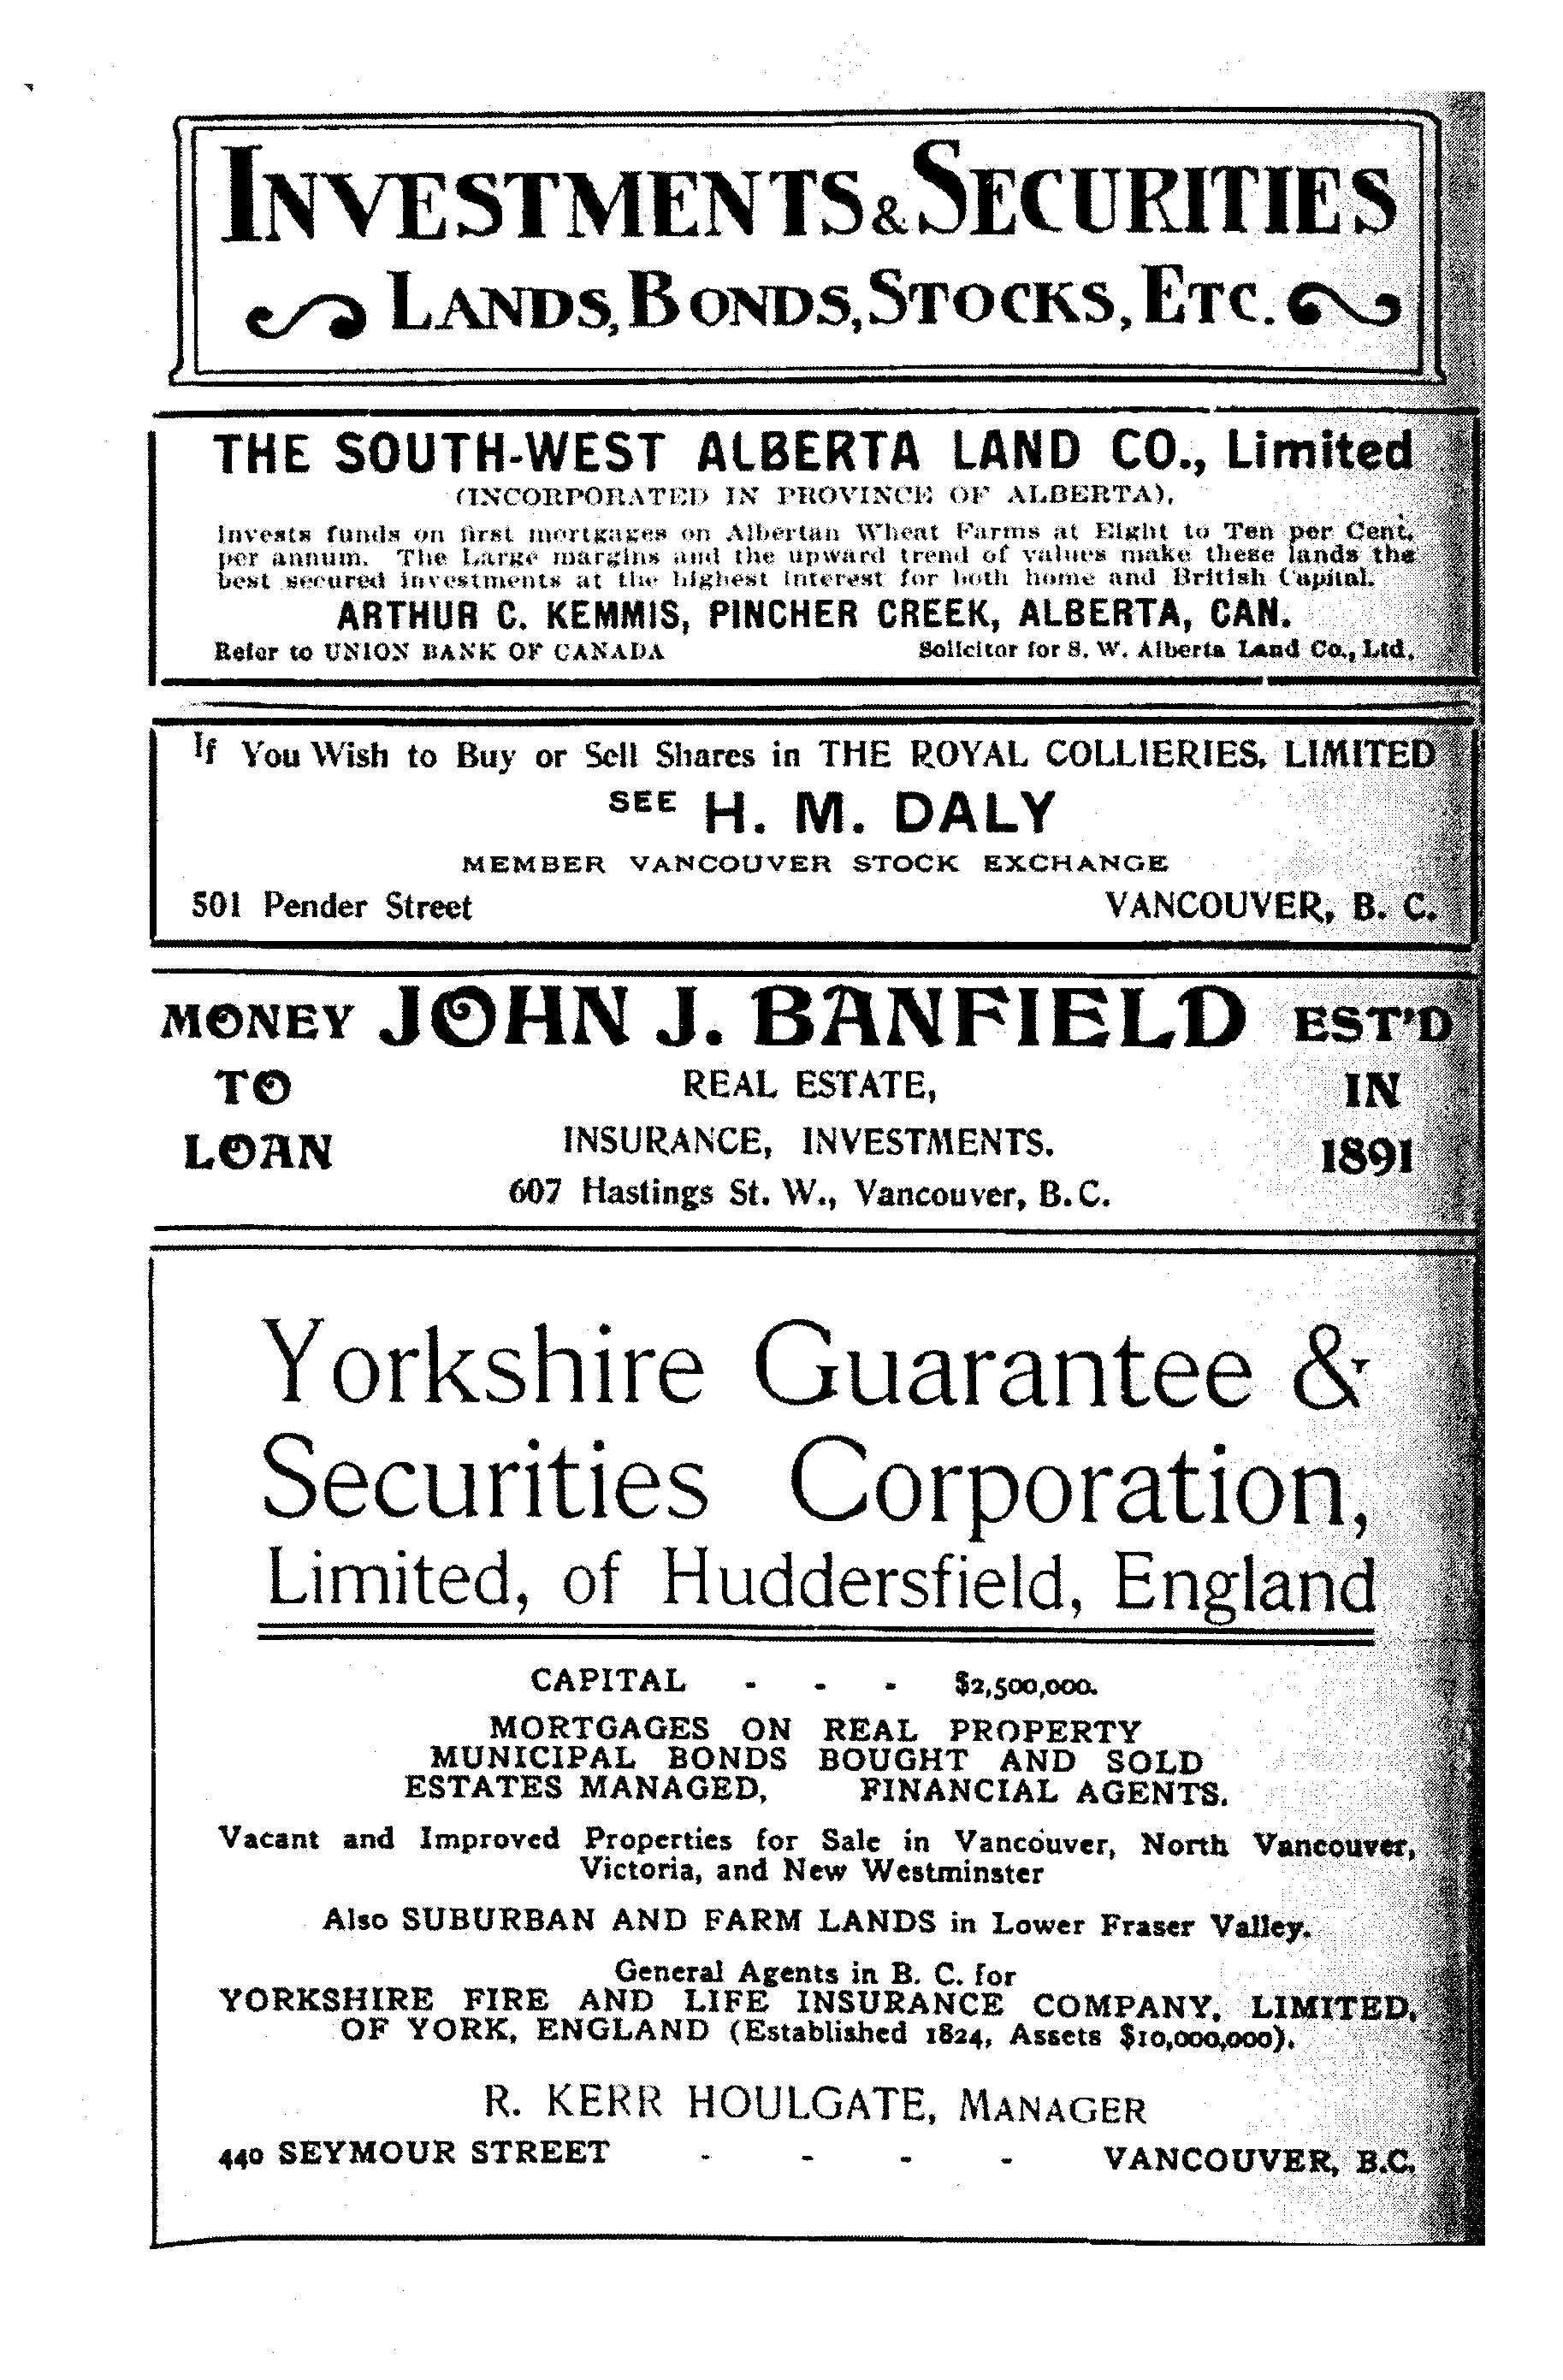 INVESTMENTS & SECURITIES
LANDS, BONDS, STOCKS, ETC.
THE SOUTH-WEST ALBERTA LAND CO., Limited
(INCORPORATED IN PROVINCE OF ALBERTA),
Invests funds on first mortgages on Albertan Wheat Farms at Eight to Ten per Cent.
per annum. The Large margins and the upward trend of values make these lands the
best secured investments at the highest interest for both home and British Capital.
ARTHUR C. KEMMIS, PINCHER CREEK, ALBERTA, CAN.
Refer to UNION BANK OF CANADA Solicitor for S. W. Alberta Land Co., Ltd.
If You Wish to Buy or Sell Shares in THE ROYAL COLLIERIES, LIMITED
SEE H. M. DALY
MEMBER VANCOUVER STOCK EXCHANGE
501 Pender Street VANCOUVER, B. C.
MONEY JOHN J. BANFIELD EST'D
TO REAL ESTATE, IN
LOAN INSURANCE, INVESTMENTS. 1891
607 Hastings St. W., Vancouver, B. C.
Yorkshire Guarantee &
Securities Corporation,
Limited, of Huddersfield, England
CAPITAL - - - $2,500,000.
MORTGAGES ON REAL PROPERTY
MUNICIPAL BONDS BOUGHT AND SOLD
ESTATES MANAGED, FINANCIAL AGENTS.
Vacant and Improved Properties for Sale in Vancouver, North Vancouver,
Victoria, and New Westminster
Also SUBURBAN AND FARM LANDS in Lower Fraser Valley.
General Agents in B. C. for
YORKSHIRE FIRE AND LIFE INSURANCE COMPANY, LIMITED,
OF YORK, ENGLAND (Established 1824, Assets $10,000,000).
R. KERR HOULGATE, MANAGER
440 SEYMOUR STREET - - - - VANCOUVER, B.C.